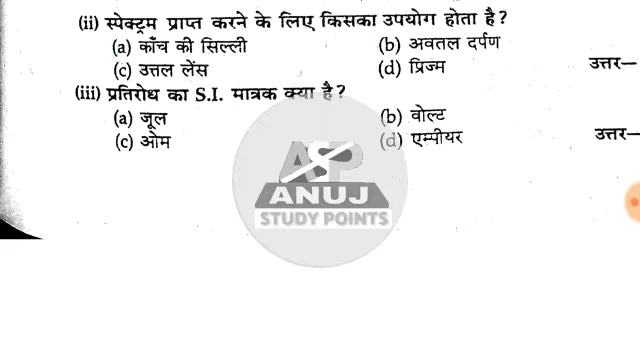 (ii) स्पेक्ट्रम प्राप्त करने के लिए किसका उपयोग होता है ?
(a) काँच की सिल्ली (b) अवतल दर्पण
(c) उत्तल लेंस (d) प्रिज्म उत्तर—
(iii) प्रतिरोध का S.I. मात्रक क्या है ?
(a) जूल (b) वोल्ट
(c) ओम (d) एम्पीयर उत्तर—
ASP
ANUJ
STUDY POINTS